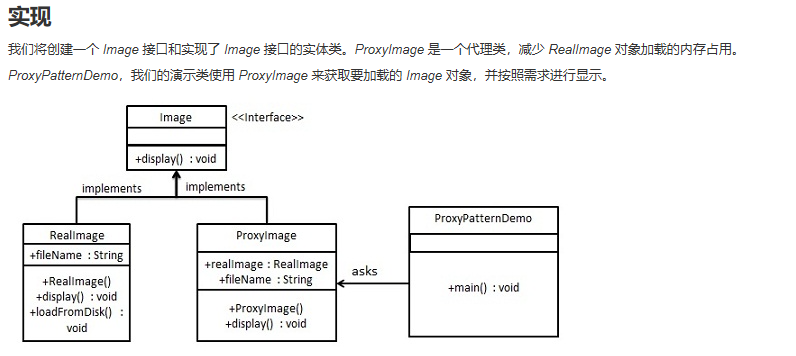 实现
我们将创建一个 Image 接口和实现了 Image 接口的实体类。ProxyImage 是一个代理类，减少 RealImage 对象加载的内存占用。
ProxyPatternDemo，我们的演示类使用 ProxyImage 来获取要加载的 Image 对象，并按照需求进行显示。
Image
<<Interface>>
+display() : void
implements
implements
RealImage
+fileName : String
+RealImage()
+display() : void
+loadFromDisk() :
void
ProxyImage
+realImage : RealImage
+fileName : String
+ProxyImage()
+display() : void
asks
ProxyPatternDemo
+main() : void